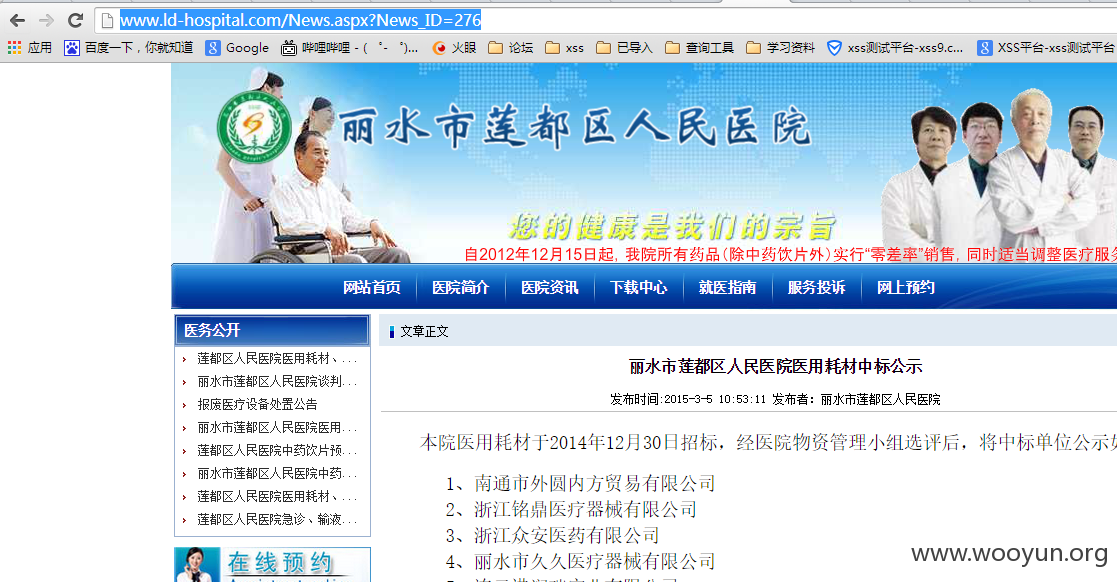 www.ld-hospital.com/News.aspx?News_ID=276
应用 百度一下，你就知道 Google 哔哩哔哩 - ( ゜- ゜)... 火眼 论坛 xss 已导入 查询工具 学习资料 xss测试平台-xss9.c... XSS平台-xss测试平台
丽水市莲都区人民医院
您的健康是我们的宗旨
自2012年12月15日起, 我院所有药品(除中药饮片外)实行“零差率”销售, 同时适当调整医疗服务
网站首页 医院简介 医院资讯 下载中心 就医指南 服务投诉 网上预约
医务公开
莲都区人民医院医用耗材、...
丽水市莲都区人民医院谈判...
报废医疗设备处置公告
丽水市莲都区人民医院医用...
莲都区人民医院中药饮片预...
丽水市莲都区人民医院中药...
莲都区人民医院医用耗材、...
莲都区人民医院急诊、输液...
在线预约
文章正文
丽水市莲都区人民医院医用耗材中标公示
发布时间:2015-3-5 10:53:11 发布者: 丽水市莲都区人民医院
本院医用耗材于2014年12月30日招标，经医院物资管理小组选评后，将中标单位公示如
1、南通市外圆内方贸易有限公司
2、浙江铭鼎医疗器械有限公司
3、浙江众安医药有限公司
4、丽水市久久医疗器械有限公司
www.wooyun.org